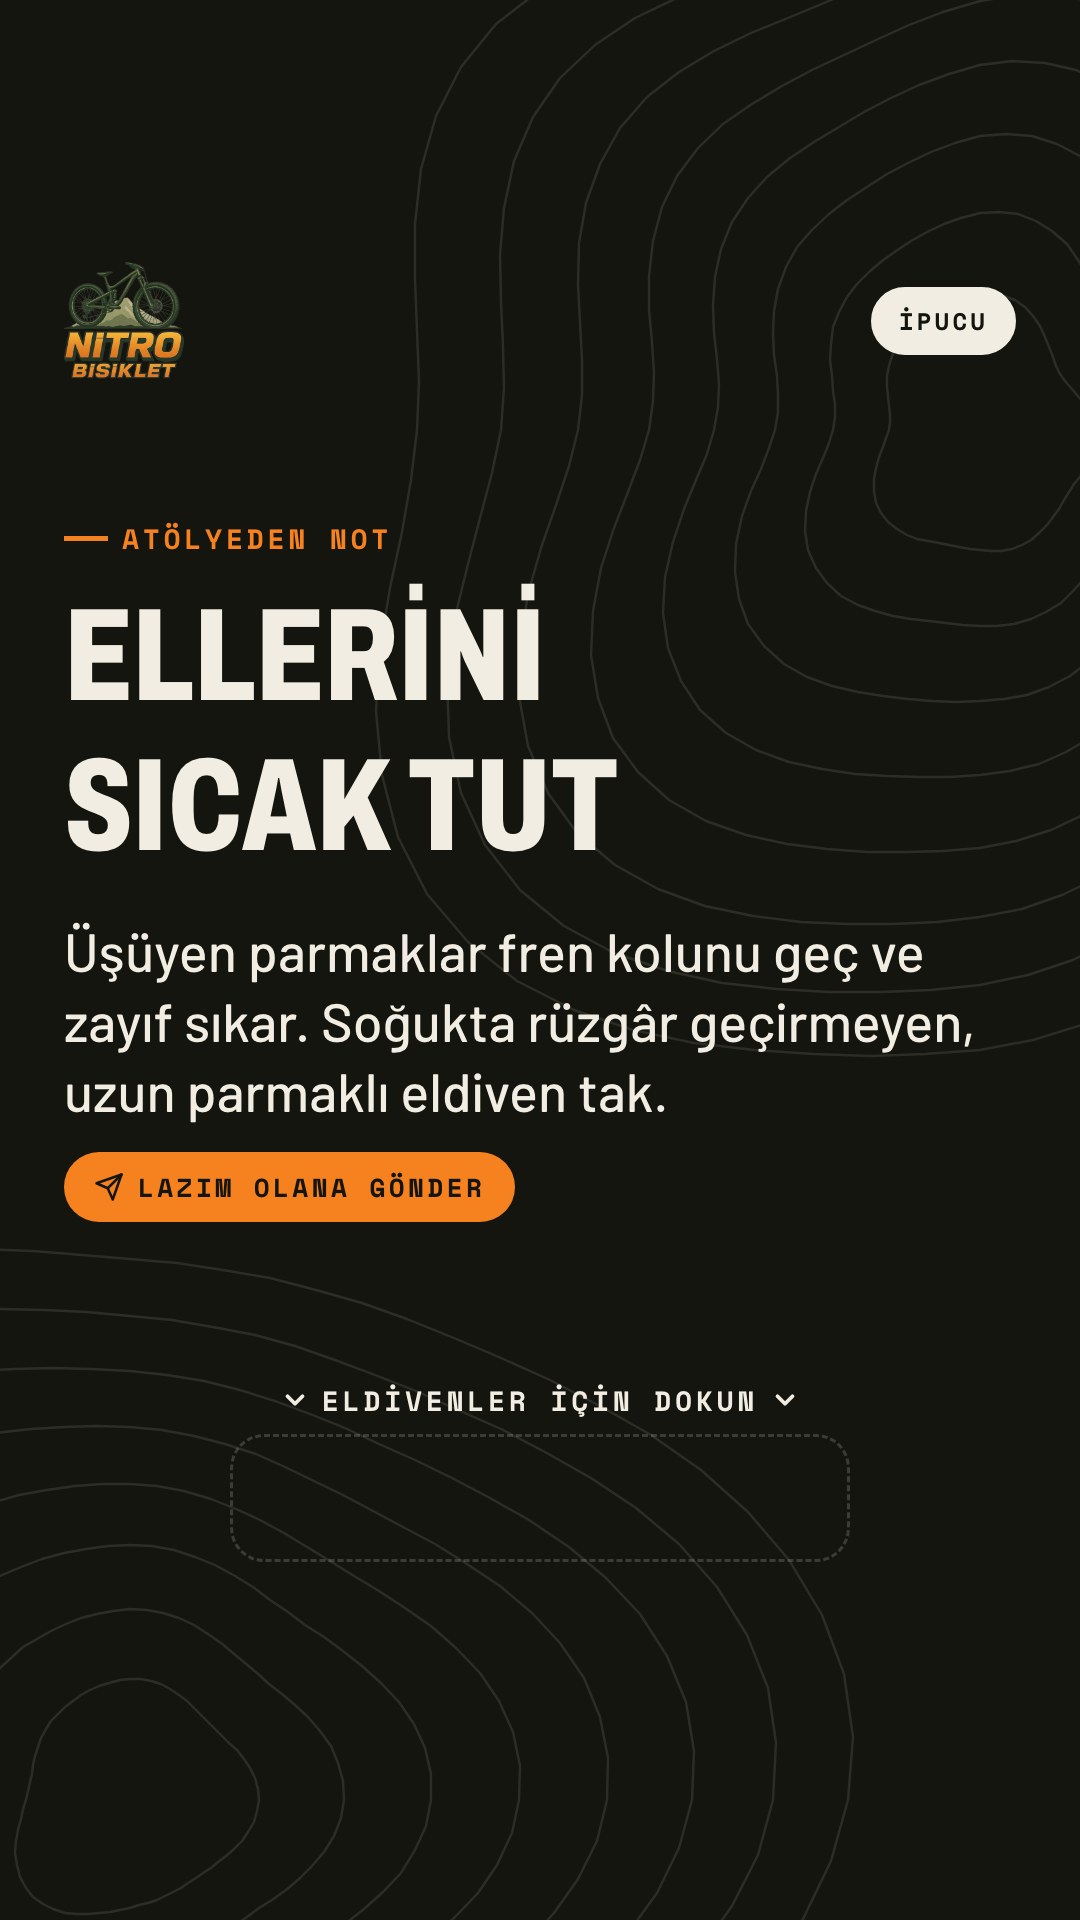 NiTRO
BiSiKLET
İPUCU
ATÖLYEDEN NOT
ELLERİNİ
SICAK TUT
Üşüyen parmaklar fren kolunu geç ve
zayıf sıkar. Soğukta rüzgâr geçirmeyen,
uzun parmaklı eldiven tak.
LAZIM OLANA GÖNDER
ELDİVENLER İÇİN DOKUN